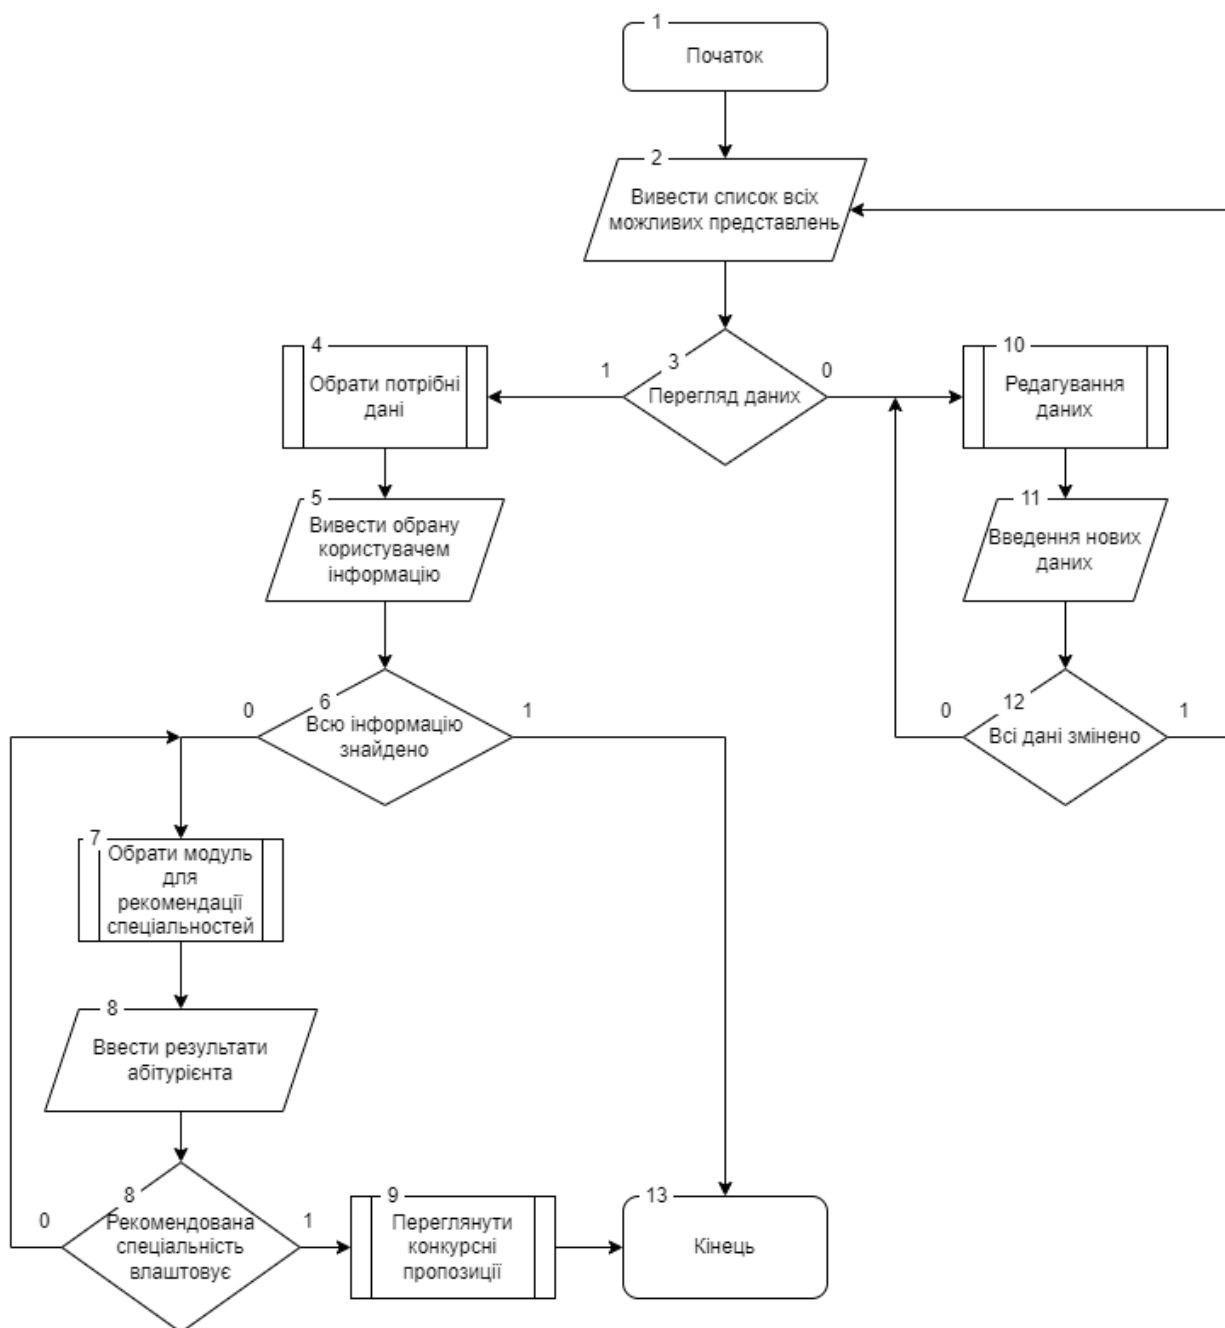 1
Початок
2
Вивести список всіх
можливих представлень
3
Перегляд даних
1
0
4
Обрати потрібні
дані
10
Редагування
даних
5
Вивести обрану
користувачем
інформацію
11
Введення нових
даних
6
Всю інформацію
знайдено
0
1
12
Всі дані змінено
0
1
7
Обрати модуль
для
рекомендації
спеціальностей
8
Ввести результати
абітурієнта
8
Рекомендована
спеціальність
влаштовує
0
1
9
Переглянути
конкурсні
пропозиції
13
Кінець